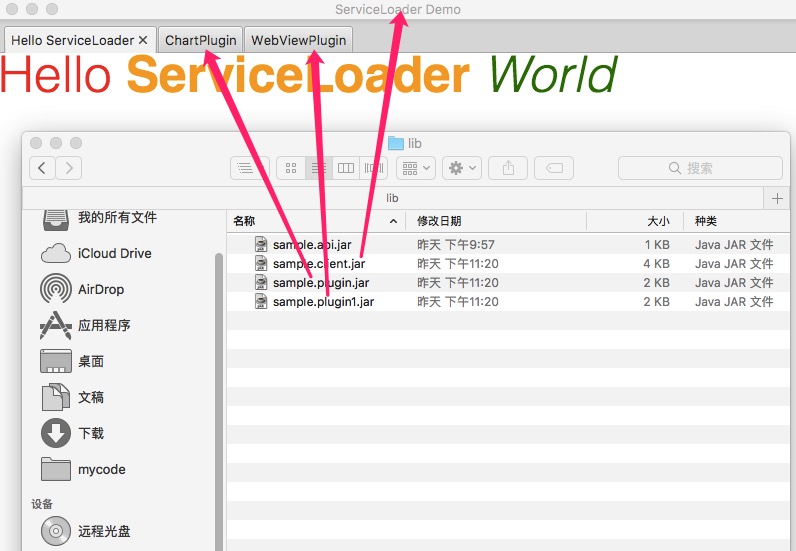 ServiceLoader Demo
Hello ServiceLoader ✕ ChartPlugin WebViewPlugin
Hello ServiceLoader World
lib
搜索
lib
名称 修改日期 大小 种类
我的所有文件
iCloud Drive
AirDrop
应用程序
桌面
文稿
下载
mycode
设备
远程光盘
sample.api.jar 昨天 下午9:57 1 KB Java JAR 文件
sample.client.jar 昨天 下午11:20 4 KB Java JAR 文件
sample.plugin.jar 昨天 下午11:20 2 KB Java JAR 文件
sample.plugin1.jar 昨天 下午11:20 2 KB Java JAR 文件